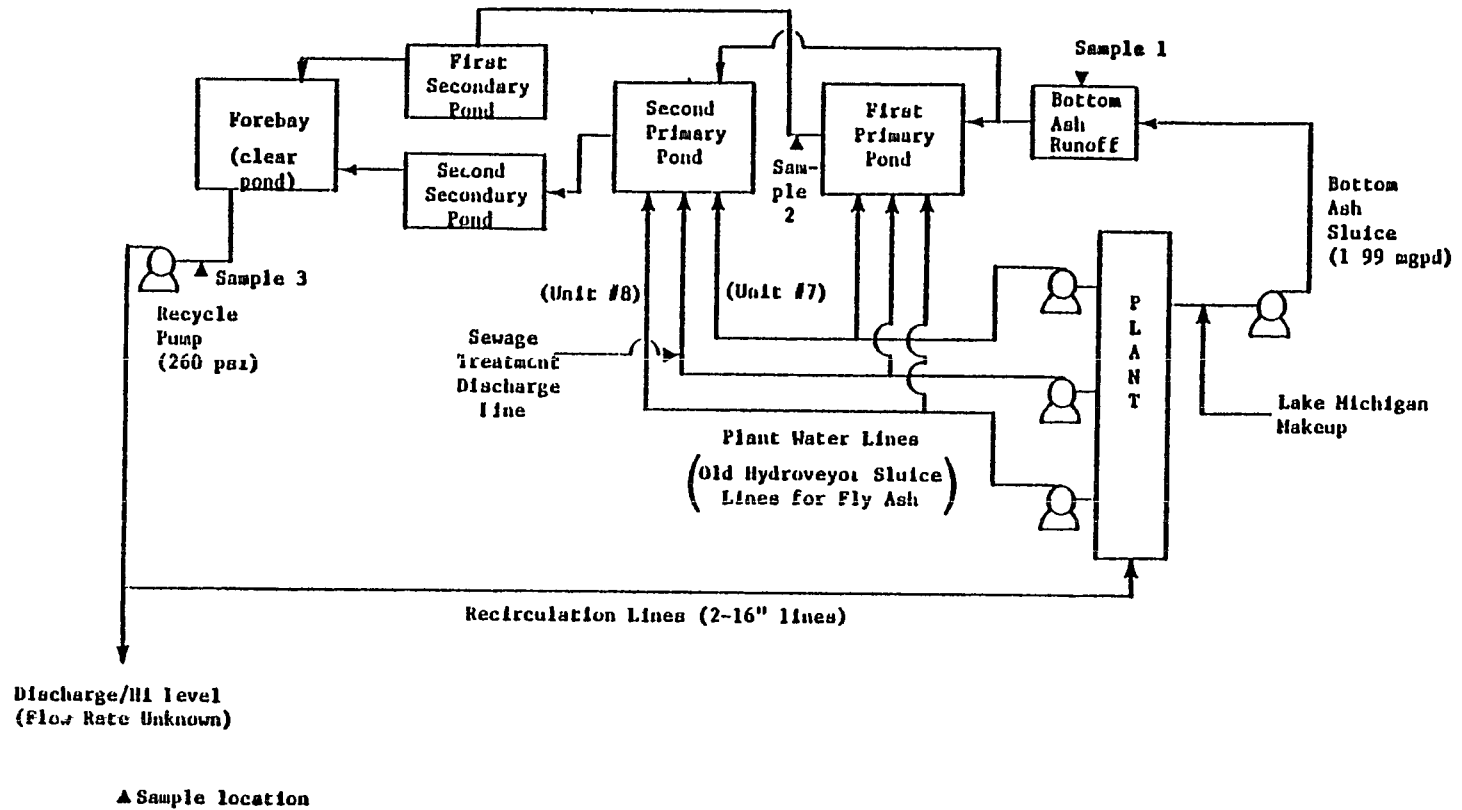 Sample 1
First
Secondary
Pond
Forebay
(clear
pond)
Second
Primary
Pond
First
Primary
Pond
Bottom
Ash
Runoff
Sam-
ple
2
Second
Secondary
Pond
Bottom
Ash
Sluice
(1 99 mgpd)
Sample 3
Recycle
Pump
(260 psi)
(Unit #8)
(Unit #7)
Sewage
Treatment
Discharge
Line
PLANT
Lake Michigan
Makeup
Plant Water Lines
(Old Hydroveyor Sluice
Lines for Fly Ash)
Recirculation Lines (2-16" lines)
Discharge/Hi level
(Flow Rate Unknown)
▲ Sample location